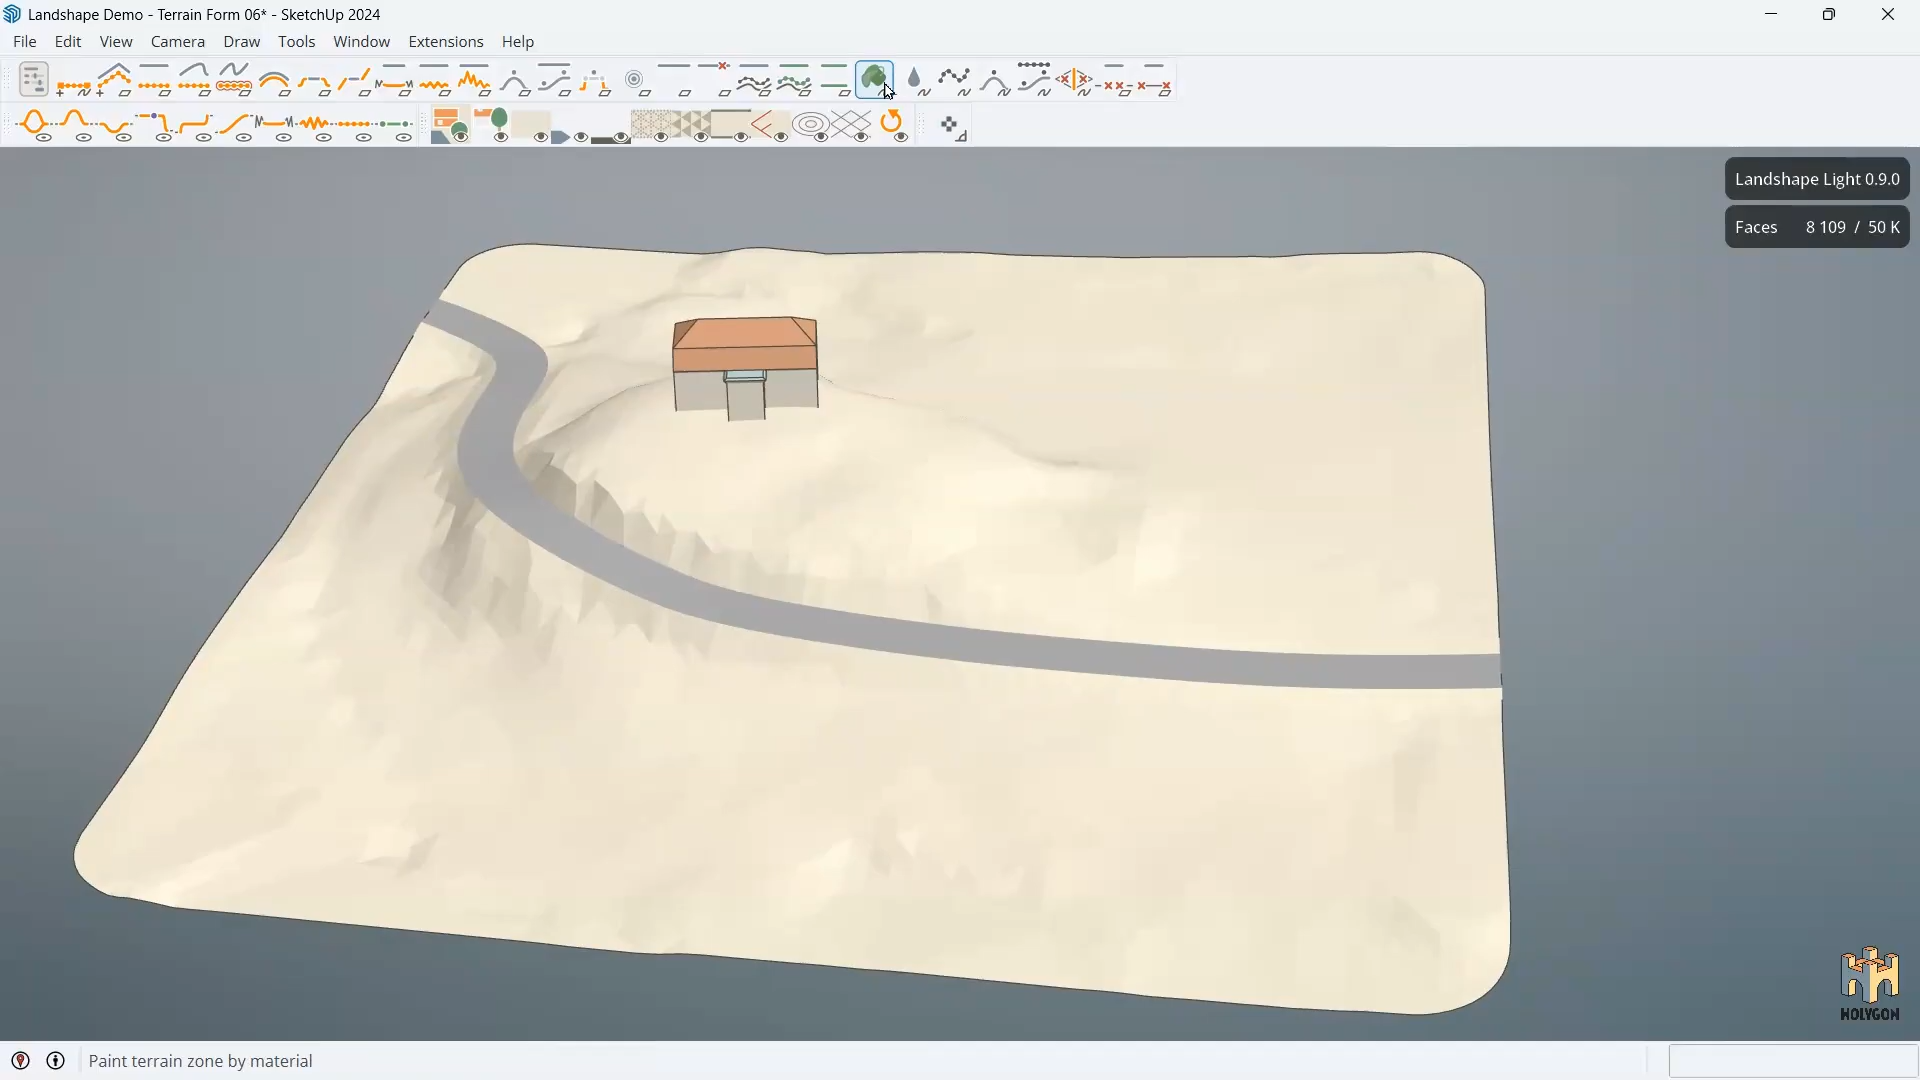 Landshape Demo - Terrain Form 06* - SketchUp 2024
File Edit View Camera Draw Tools Window Extensions Help
Landshape Light 0.9.0
Faces 8 109 / 50 K
HOLYGON
Paint terrain zone by material